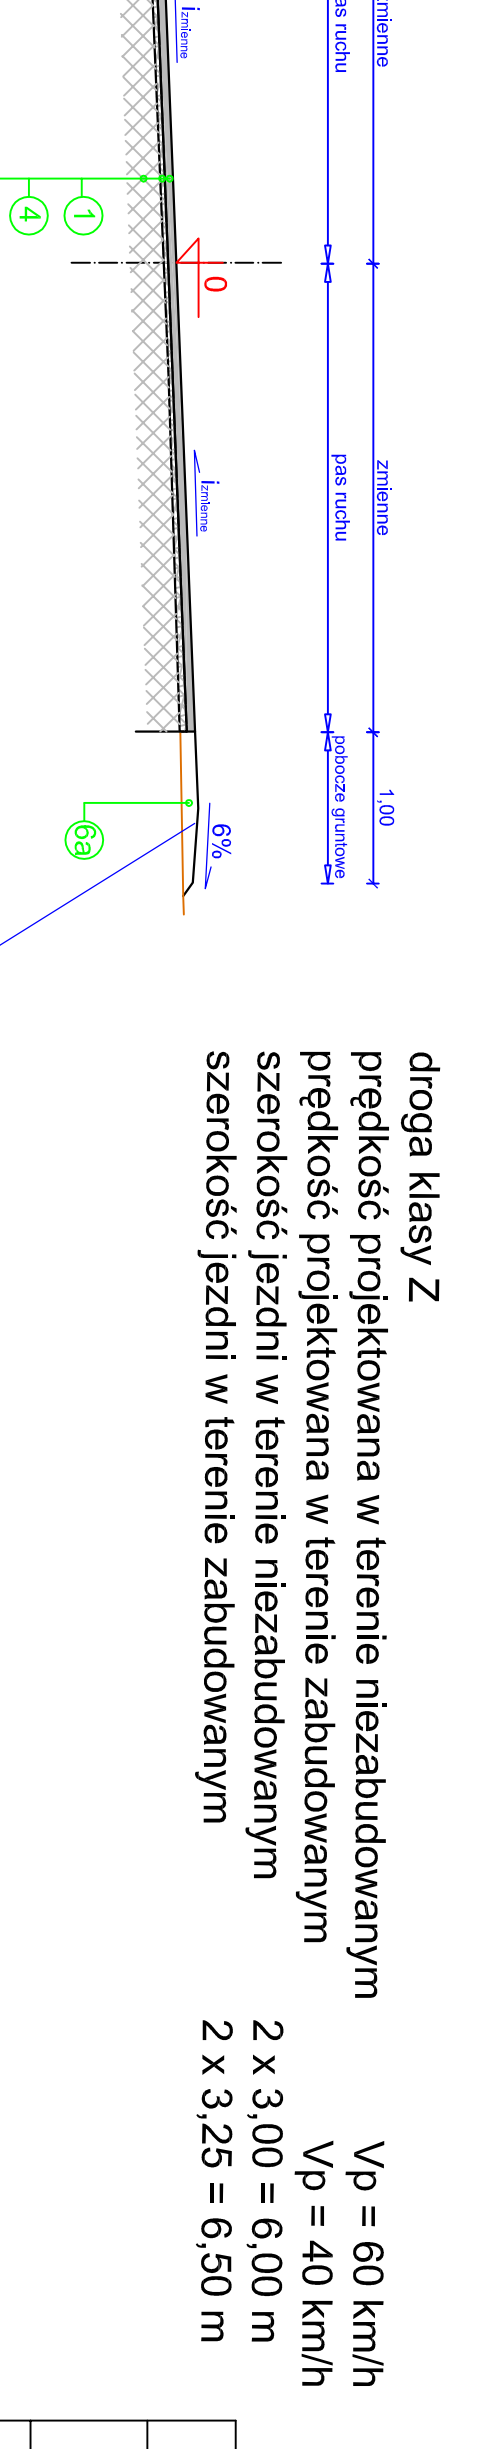 zmienne
zmienne
1,00
pas ruchu
pas ruchu
pobocze gruntowe
0
6%
izmienne
izmienne
1
4
6a
droga klasy Z
prędkość projektowana w terenie niezabudowanym Vp = 60 km/h
prędkość projektowana w terenie zabudowanym Vp = 40 km/h
szerokość jezdni w terenie niezabudowanym 2 x 3,00 = 6,00 m
szerokość jezdni w terenie zabudowanym 2 x 3,25 = 6,50 m